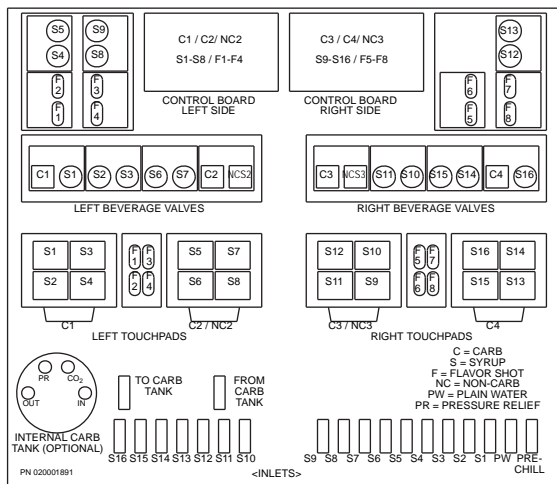 S5 S9
S4 S8
F2 F3
F1 F4
C1 / C2/ NC2
S1-S8 / F1-F4
CONTROL BOARD
LEFT SIDE
C3 / C4/ NC3
S9-S16 / F5-F8
CONTROL BOARD
RIGHT SIDE
S13
S12
F6 F7
F5 F8
C1 S1 S2 S3 S6 S7 C2 NCS2
LEFT BEVERAGE VALVES
C3 NCS3 S11 S10 S15 S14 C4 S16
RIGHT BEVERAGE VALVES
S1 S3 F1 F3 S5 S7
S2 S4 F2 F4 S6 S8
C1 C2 / NC2
LEFT TOUCHPADS
S12 S10 F5 F7 S16 S14
S11 S9 F6 F8 S15 S13
C3 / NC3 C4
RIGHT TOUCHPADS
C = CARB
S = SYRUP
F = FLAVOR SHOT
NC = NON-CARB
PW = PLAIN WATER
PR = PRESSURE RELIEF
PR CO2
OUT IN
INTERNAL CARB
TANK (OPTIONAL)
TO CARB
TANK
FROM
CARB
TANK
S16 S15 S14 S13 S12 S11 S10
S9 S8 S7 S6 S5 S4 S3 S2 S1 PW PRE-
CHILL
<INLETS>
PN 020001891